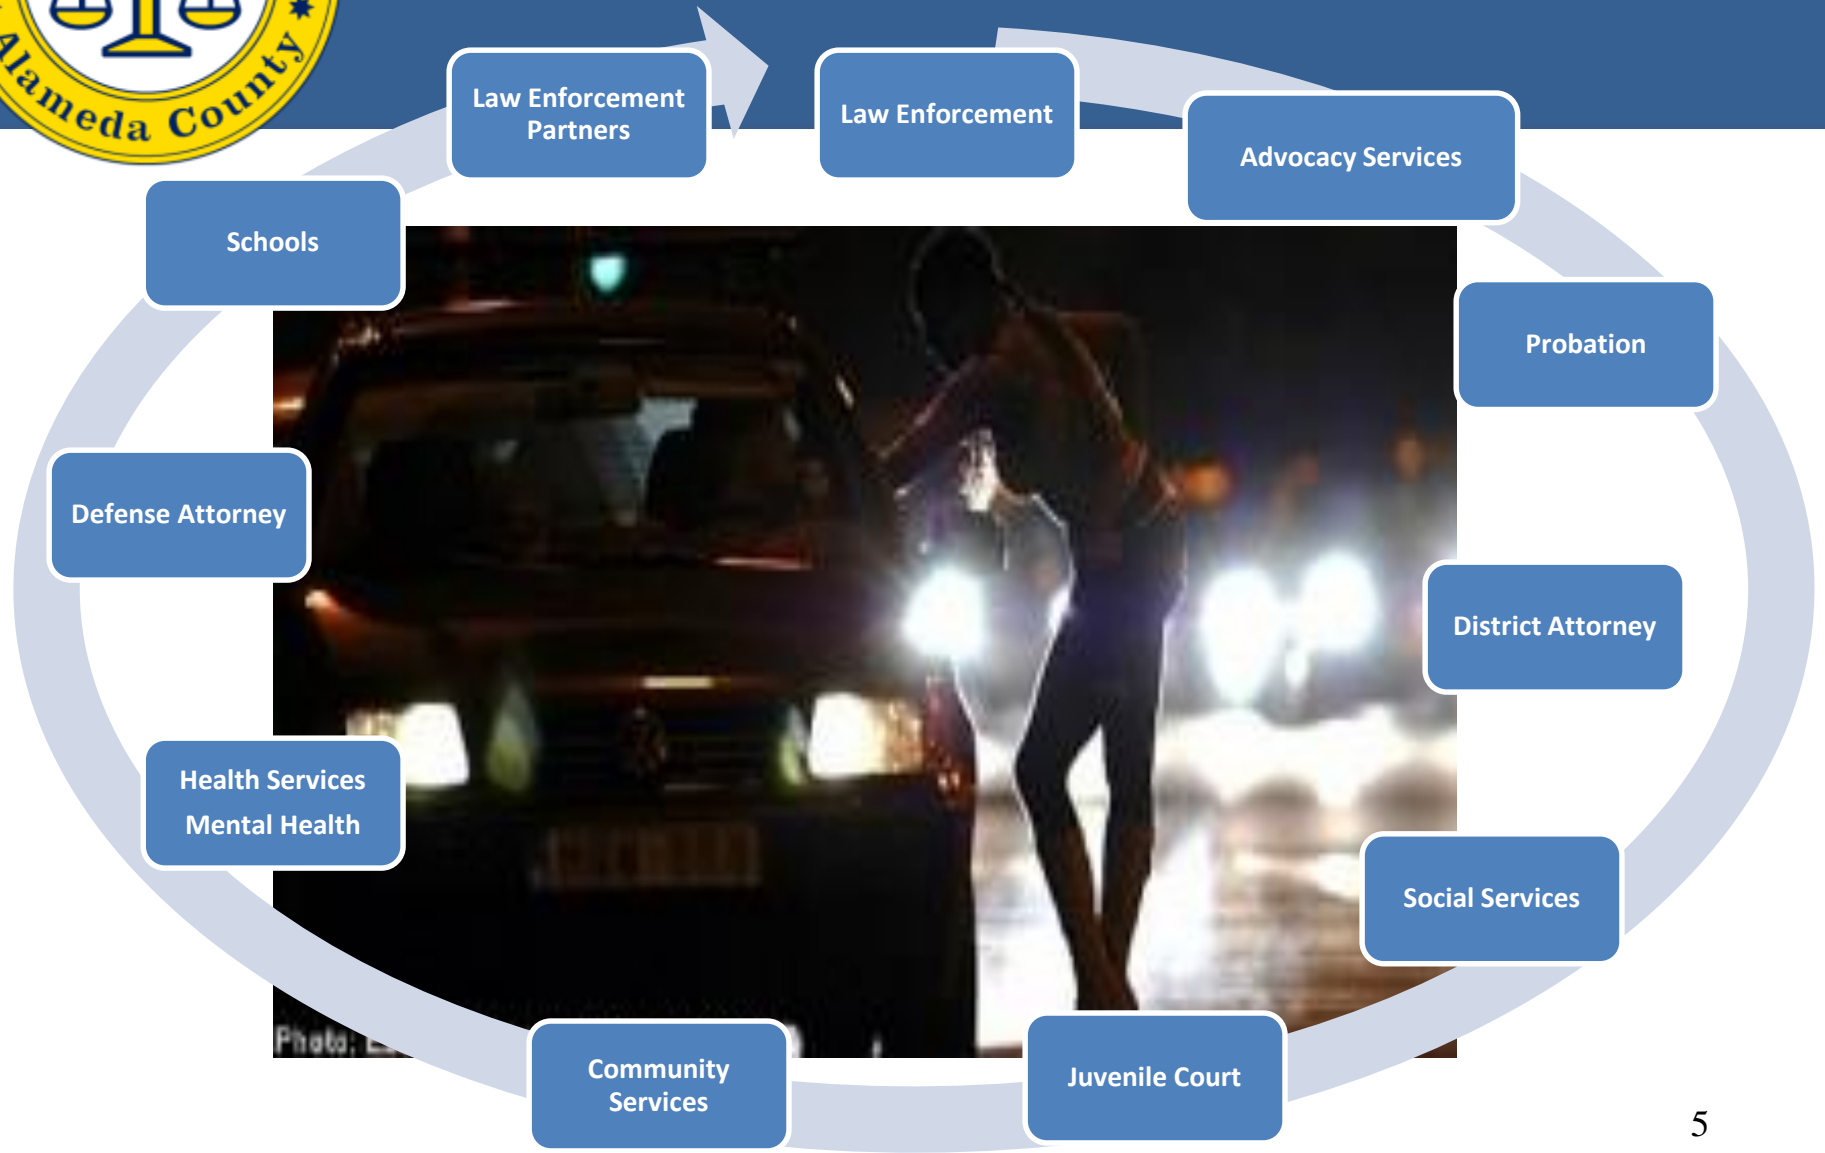 Alameda County
Law Enforcement
Partners
Law Enforcement
Advocacy Services
Schools
Probation
Defense Attorney
District Attorney
Health Services
Mental Health
Social Services
Community
Services
Juvenile Court
Photo:
5